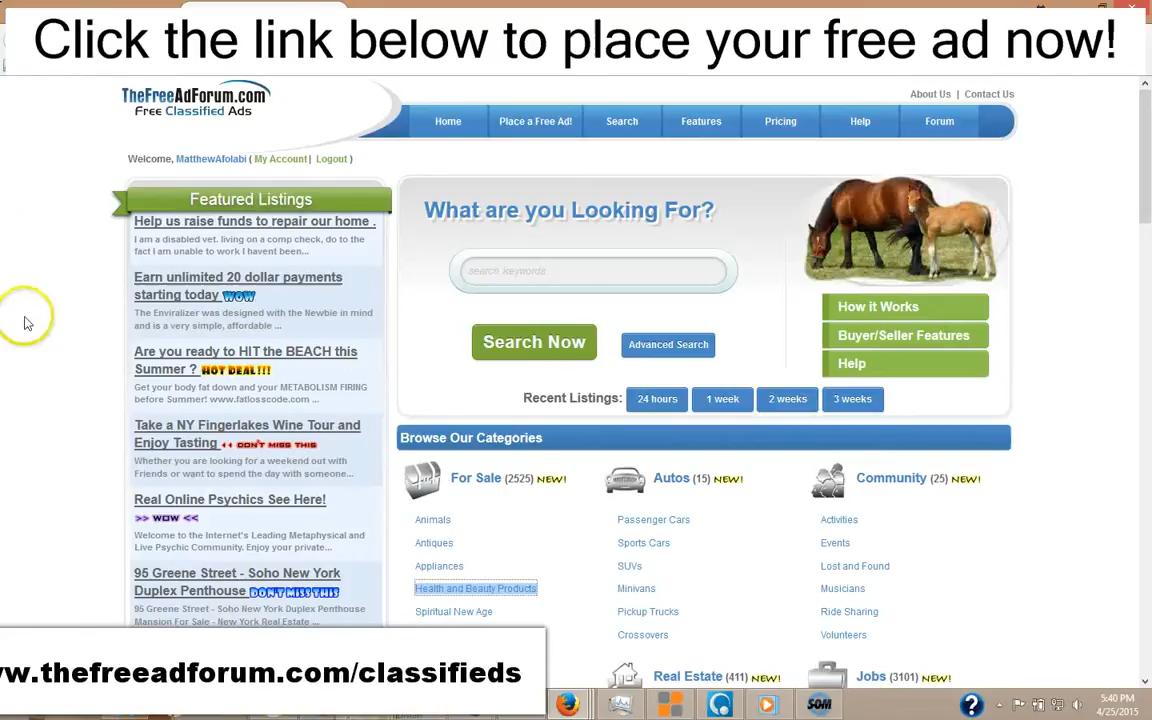 Click the link below to place your free ad now!
TheFreeAdForum.com
Free Classified Ads
About Us | Contact Us
Home
Place a Free Ad!
Search
Features
Pricing
Help
Forum
Welcome, MatthewAfolabi ( My Account | Logout )
Featured Listings
Help us raise funds to repair our home .
I am a disabled vet. living on a comp check, do to the
fact I am unable to work I havent been...
Earn unlimited 20 dollar payments
starting today WOW
The Enviralizer was designed with the Newbie in mind
and is a very simple, affordable ...
Are you ready to HIT the BEACH this
Summer ? HOT DEAL!!!
Get your body fat down and your METABOLISM FIRING
before Summer! www.fatlosscode.com ...
Take a NY Fingerlakes Wine Tour and
Enjoy Tasting DON'T MISS THIS
Whether you are looking for a weekend out with
Friends or want to spend the day with someone...
Real Online Psychics See Here!
>> WOW <<
Welcome to the Internet's Leading Metaphysical and
Live Psychic Community. Enjoy your private...
95 Greene Street - Soho New York
Duplex Penthouse DON'T MISS THIS
95 Greene Street - Soho New York Duplex Penthouse
Mansion For Sale - New York Real Estate ...
What are you Looking For?
search keywords
Search Now
Advanced Search
How it Works
Buyer/Seller Features
Help
Recent Listings:
24 hours
1 week
2 weeks
3 weeks
Browse Our Categories
For Sale (2525) NEW!
Animals
Antiques
Appliances
Health and Beauty Products
Spiritual New Age
Autos (15) NEW!
Passenger Cars
Sports Cars
SUVs
Minivans
Pickup Trucks
Crossovers
Community (25) NEW!
Activities
Events
Lost and Found
Musicians
Ride Sharing
Volunteers
Real Estate (411) NEW!
Jobs (3101) NEW!
w.thefreeadforum.com/classifieds
SOM
5:40 PM
4/25/2015